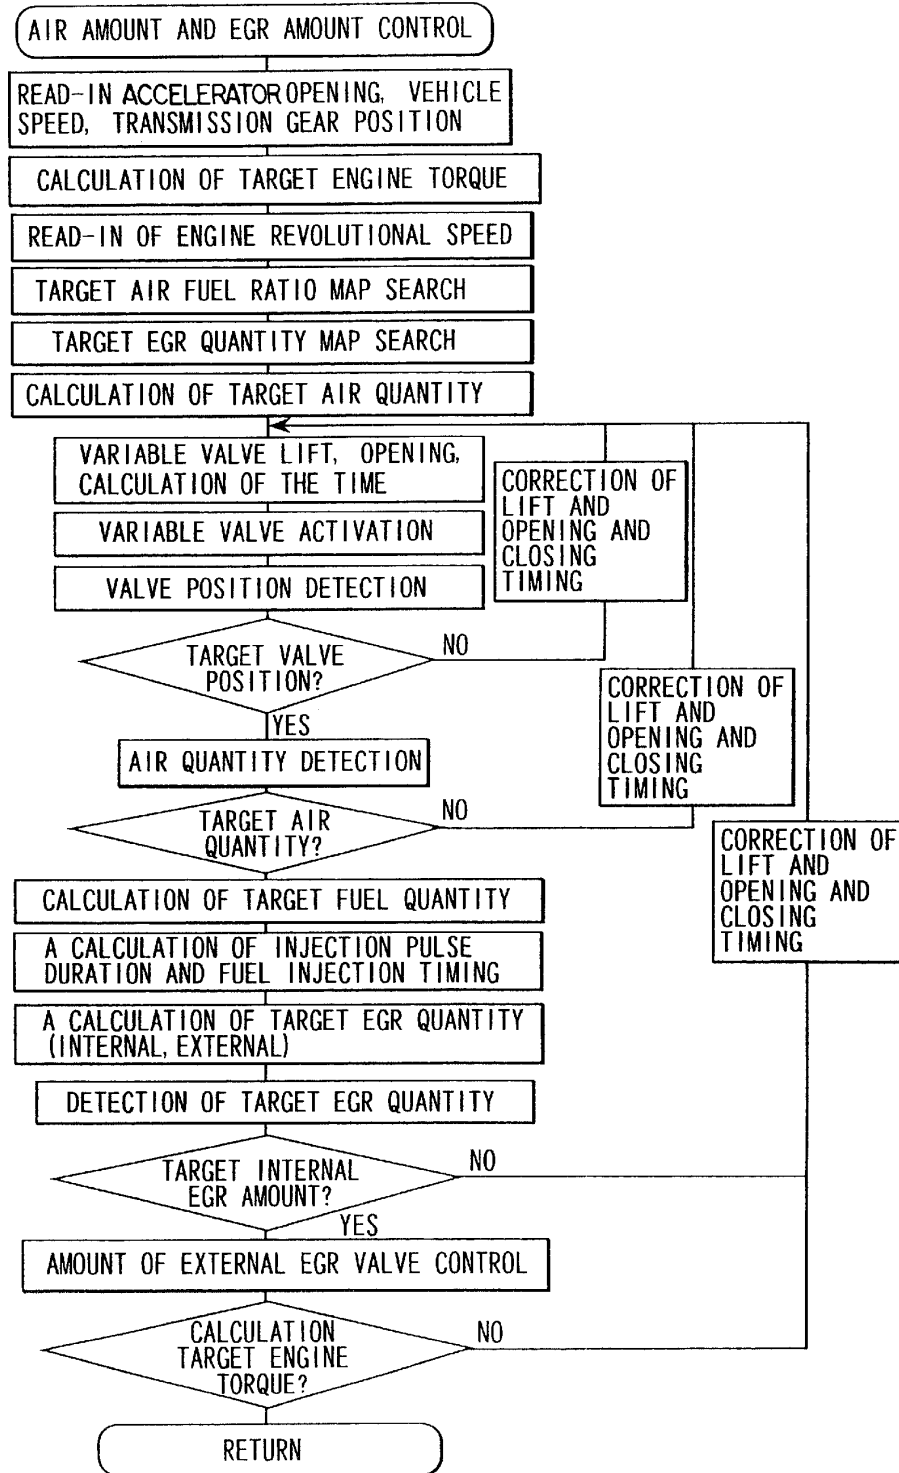 AIR AMOUNT AND EGR AMOUNT CONTROL
READ-IN ACCELERATOR OPENING, VEHICLE
SPEED, TRANSMISSION GEAR POSITION
CALCULATION OF TARGET ENGINE TORQUE
READ-IN OF ENGINE REVOLUTIONAL SPEED
TARGET AIR FUEL RATIO MAP SEARCH
TARGET EGR QUANTITY MAP SEARCH
CALCULATION OF TARGET AIR QUANTITY
VARIABLE VALVE LIFT, OPENING,
CALCULATION OF THE TIME
VARIABLE VALVE ACTIVATION
VALVE POSITION DETECTION
CORRECTION OF
LIFT AND
OPENING AND
CLOSING
TIMING
TARGET VALVE
POSITION?
NO
YES
CORRECTION OF
LIFT AND
OPENING AND
CLOSING
TIMING
AIR QUANTITY DETECTION
TARGET AIR
QUANTITY?
NO
CORRECTION OF
LIFT AND
OPENING AND
CLOSING
TIMING
CALCULATION OF TARGET FUEL QUANTITY
A CALCULATION OF INJECTION PULSE
DURATION AND FUEL INJECTION TIMING
A CALCULATION OF TARGET EGR QUANTITY
(INTERNAL, EXTERNAL)
DETECTION OF TARGET EGR QUANTITY
TARGET INTERNAL
EGR AMOUNT?
NO
YES
AMOUNT OF EXTERNAL EGR VALVE CONTROL
CALCULATION
TARGET ENGINE
TORQUE?
NO
RETURN